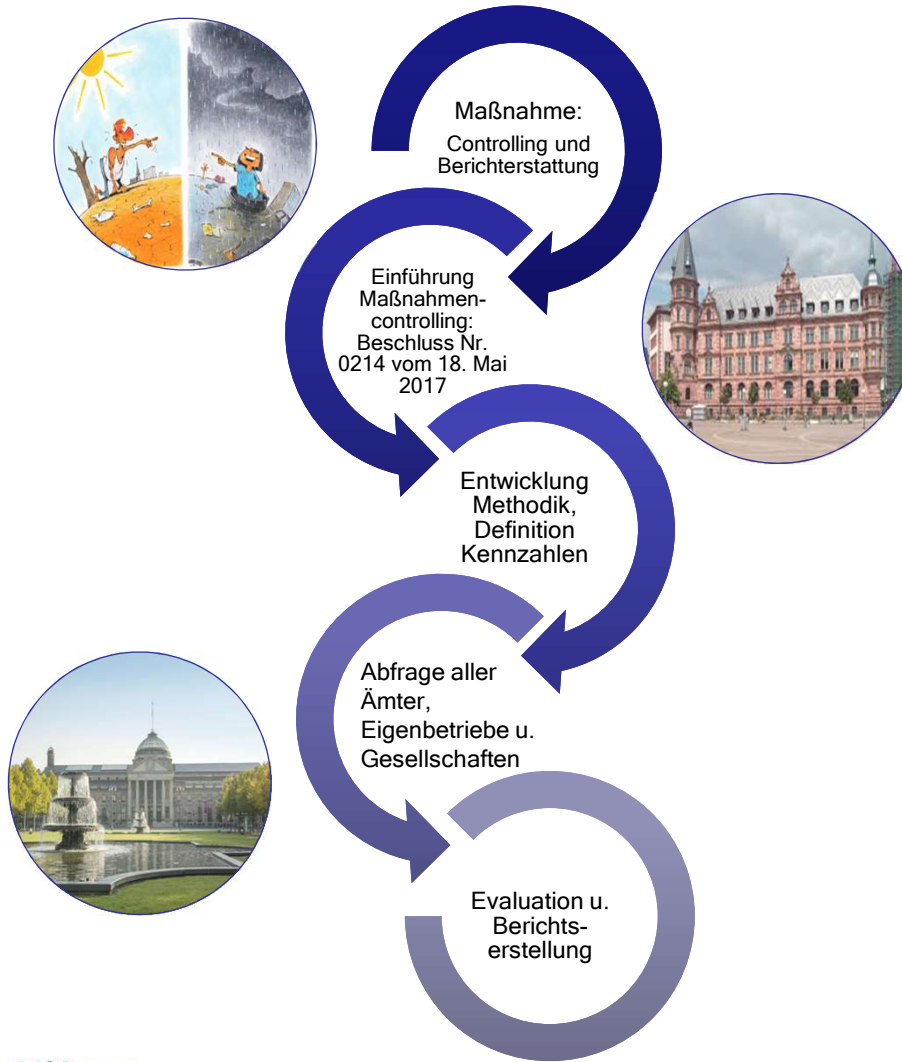 Maßnahme:
Controlling und
Berichterstattung
Einführung
Maßnahmen-
controlling:
Beschluss Nr.
0214 vom 18. Mai
2017
Entwicklung
Methodik,
Definition
Kennzahlen
Abfrage aller
Ämter,
Eigenbetriebe u.
Gesellschaften
Evaluation u.
Berichts-
erstellung